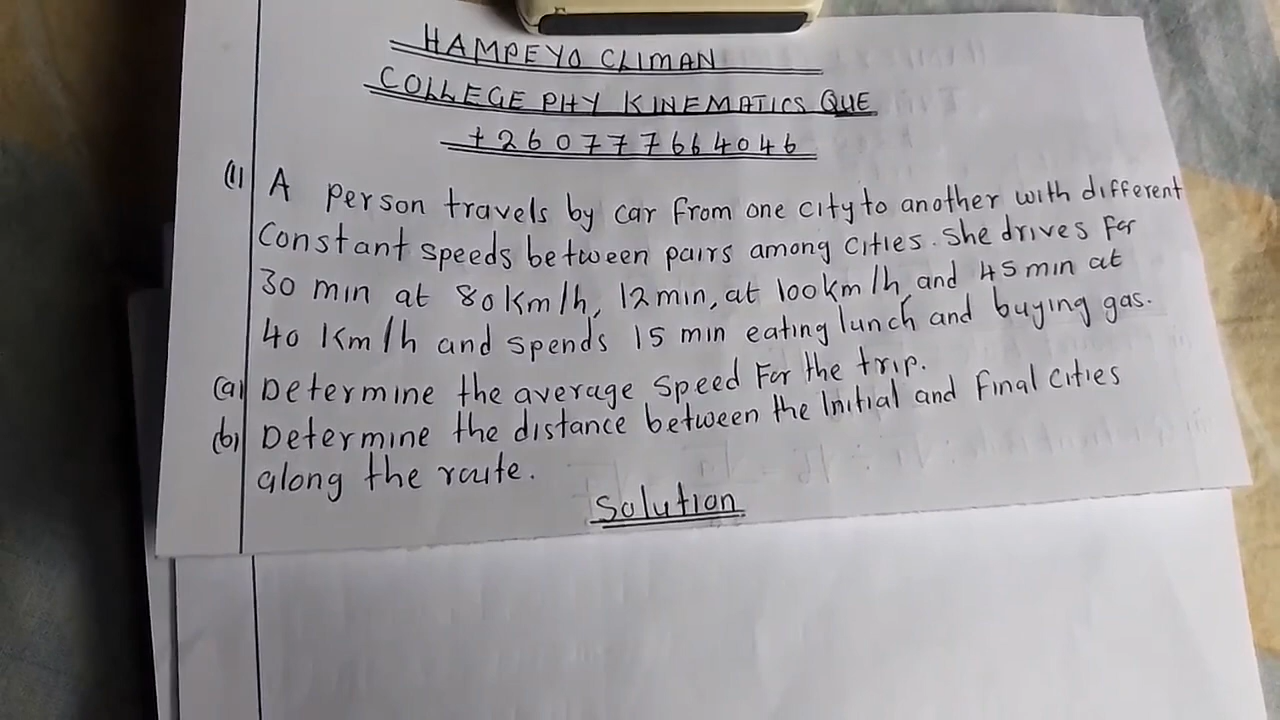 HAMPEYO CLIMAN
COLLEGE PHY KINEMATICS QUE
+260777664046
(1) A person travels by car from one city to another with different
Constant speeds between pairs among cities. She drives for
30 min at 80km/h, 12min, at 100km/h, and 45min at
40 km/h and spends 15 min eating lunch and buying gas.
(a) Determine the average speed for the trip.
(b) Determine the distance between the Initial and Final Cities
along the route.
Solution